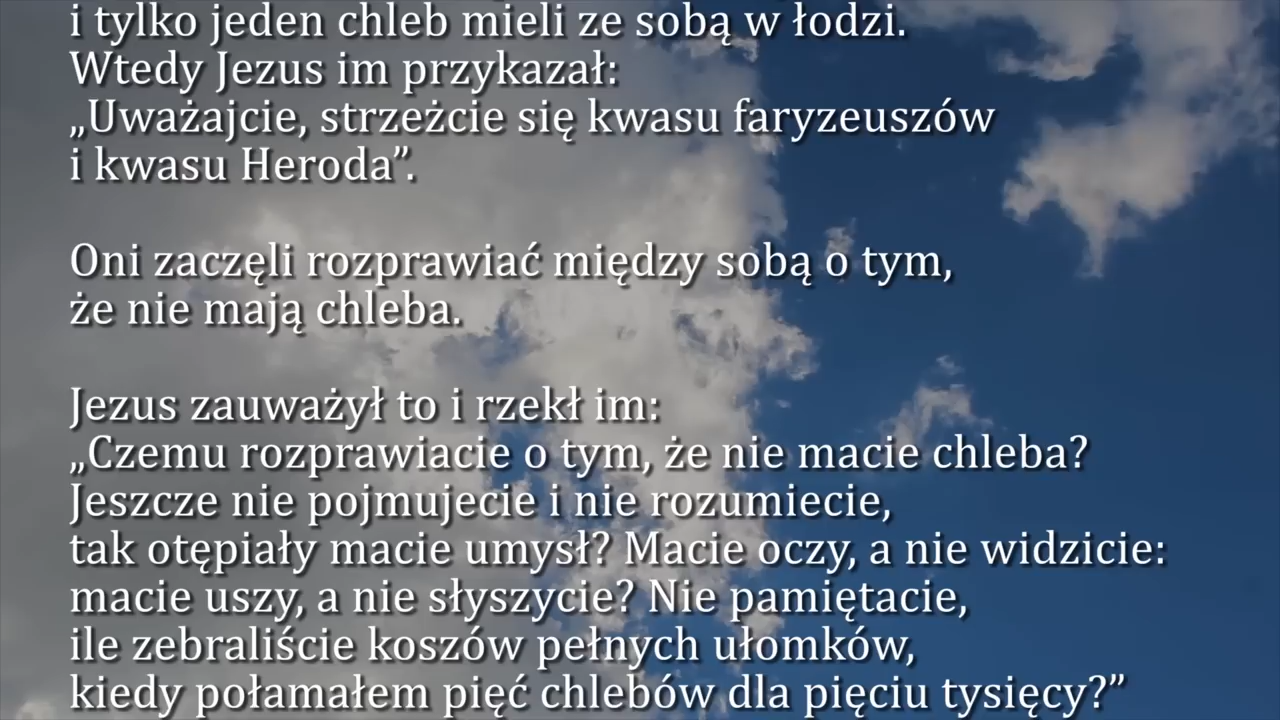 i tylko jeden chleb mieli ze sobą w łodzi.
Wtedy Jezus im przykazał:
„Uważajcie, strzeżcie się kwasu faryzeuszów
i kwasu Heroda”.
Oni zaczęli rozprawiać między sobą o tym,
że nie mają chleba.
Jezus zauważył to i rzekł im:
„Czemu rozprawiacie o tym, że nie macie chleba?
Jeszcze nie pojmujecie i nie rozumiecie,
tak otępiały macie umysł? Macie oczy, a nie widzicie:
macie uszy, a nie słyszycie? Nie pamiętacie,
ile zebraliście koszów pełnych ułomków,
kiedy połamałem pięć chlebów dla pięciu tysięcy?”